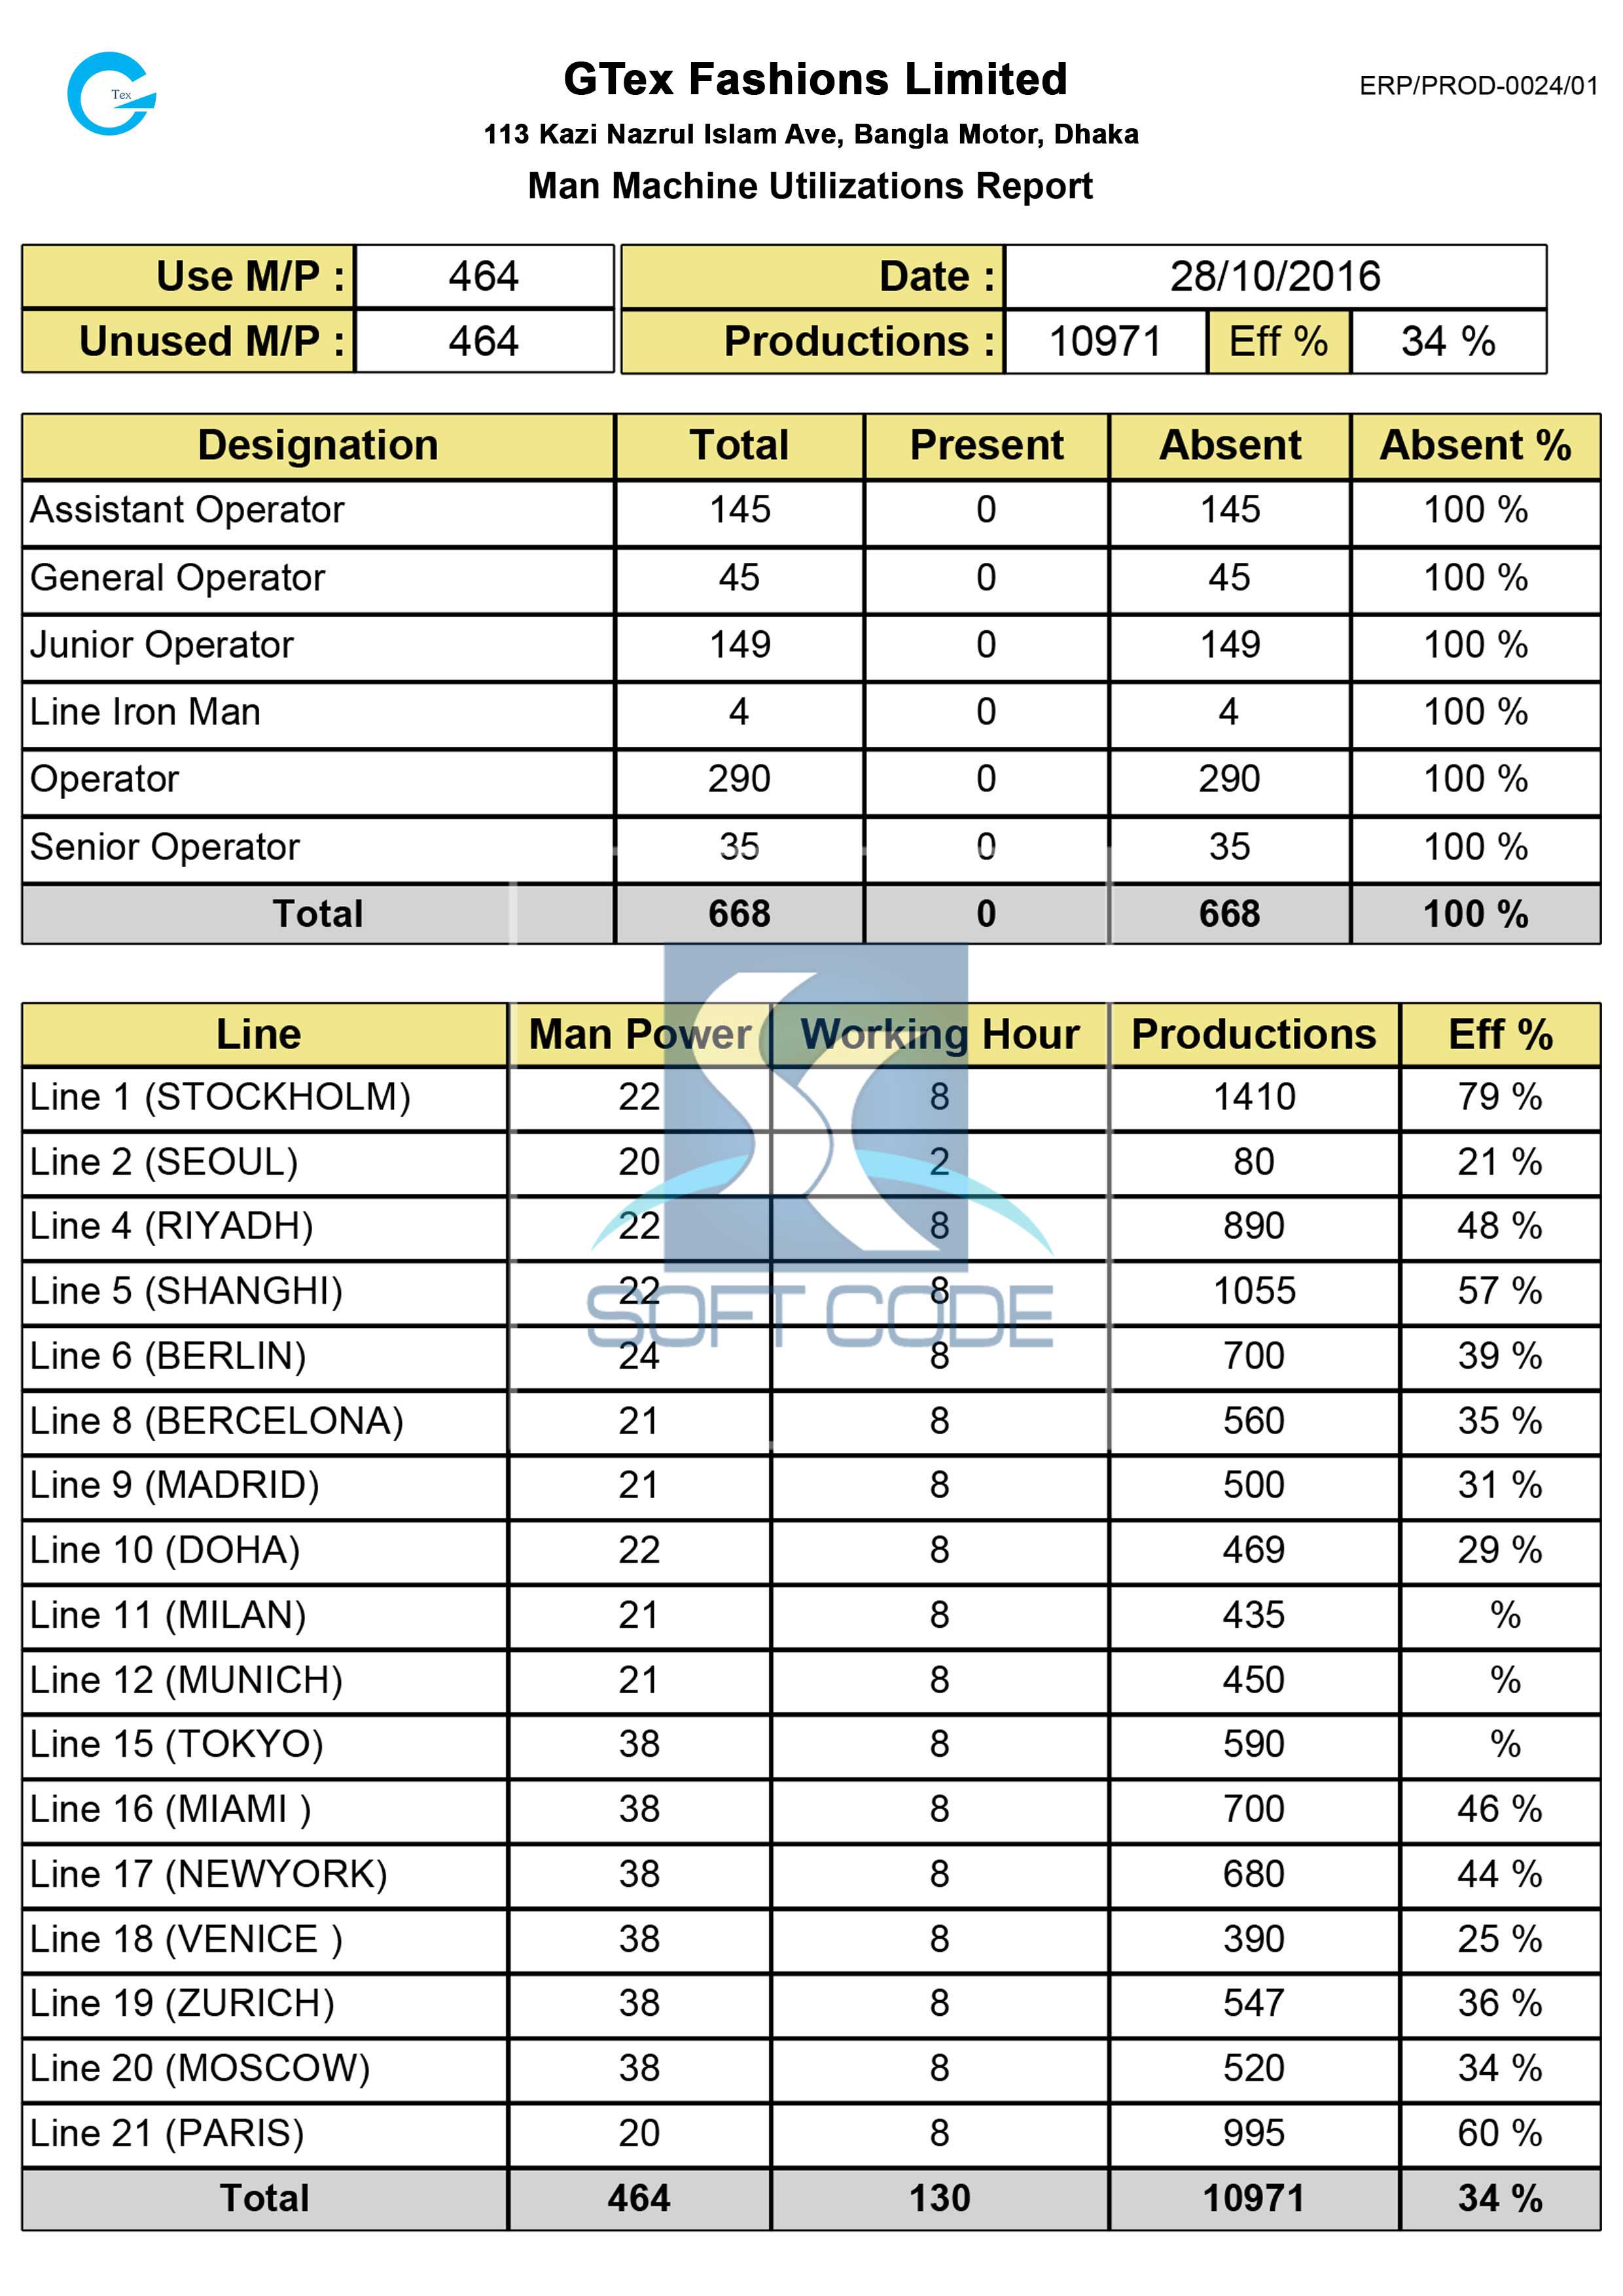 Tex
GTex Fashions Limited
ERP/PROD-0024/01
113 Kazi Nazrul Islam Ave, Bangla Motor, Dhaka
Man Machine Utilizations Report
Use M/P : 464 Date : 28/10/2016
Unused M/P : 464 Productions : 10971 Eff % 34 %
Designation Total Present Absent Absent %
Assistant Operator 145 0 145 100 %
General Operator 45 0 45 100 %
Junior Operator 149 0 149 100 %
Line Iron Man 4 0 4 100 %
Operator 290 0 290 100 %
Senior Operator 35 0 35 100 %
Total 668 0 668 100 %
Line Man Power Working Hour Productions Eff %
Line 1 (STOCKHOLM) 22 8 1410 79 %
Line 2 (SEOUL) 20 2 80 21 %
Line 4 (RIYADH) 22 8 890 48 %
Line 5 (SHANGHI) 22 8 1055 57 %
SOFT CODE
Line 6 (BERLIN) 24 8 700 39 %
Line 8 (BERCELONA) 21 8 560 35 %
Line 9 (MADRID) 21 8 500 31 %
Line 10 (DOHA) 22 8 469 29 %
Line 11 (MILAN) 21 8 435 %
Line 12 (MUNICH) 21 8 450 %
Line 15 (TOKYO) 38 8 590 %
Line 16 (MIAMI ) 38 8 700 46 %
Line 17 (NEWYORK) 38 8 680 44 %
Line 18 (VENICE ) 38 8 390 25 %
Line 19 (ZURICH) 38 8 547 36 %
Line 20 (MOSCOW) 38 8 520 34 %
Line 21 (PARIS) 20 8 995 60 %
Total 464 130 10971 34 %